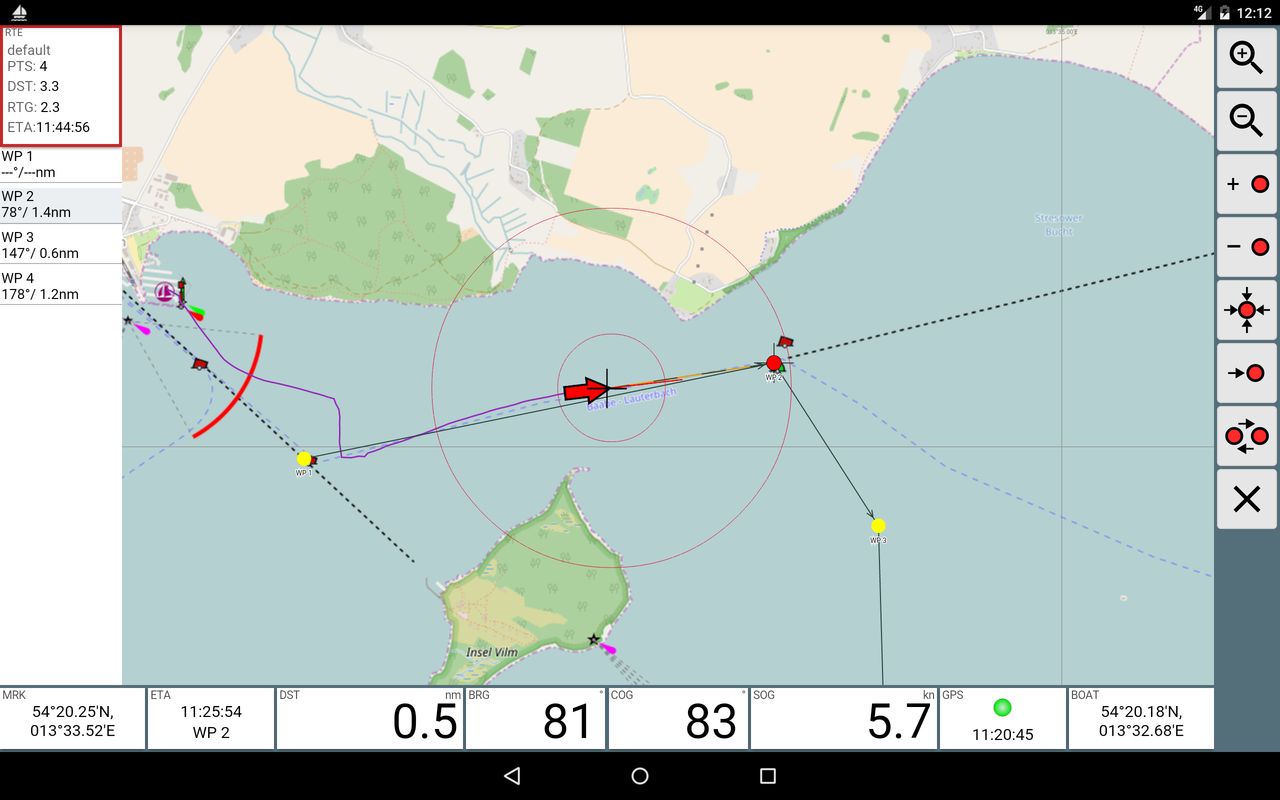 4G 12:12
RTE
default
PTS: 4
DST: 3.3
RTG: 2.3
ETA:11:44:56
WP 1
---°/---nm
WP 2
78°/ 1.4nm
WP 3
147°/ 0.6nm
WP 4
178°/ 1.2nm
Stresower
Bucht
WP 2
Baabe - Lauterbach
WP 1
WP 3
Insel Vilm
MRK
54°20.25'N,
013°33.52'E
ETA
11:25:54
WP 2
DST nm
0.5
BRG °
81
COG °
83
SOG kn
5.7
GPS
11:20:45
BOAT
54°20.18'N,
013°32.68'E